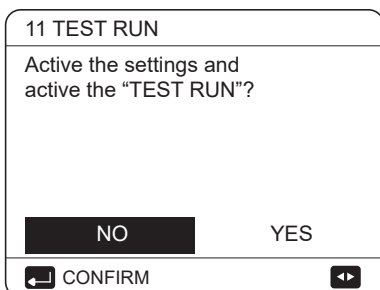 11 TEST RUN
Active the settings and
active the “TEST RUN”?
NO YES
CONFIRM